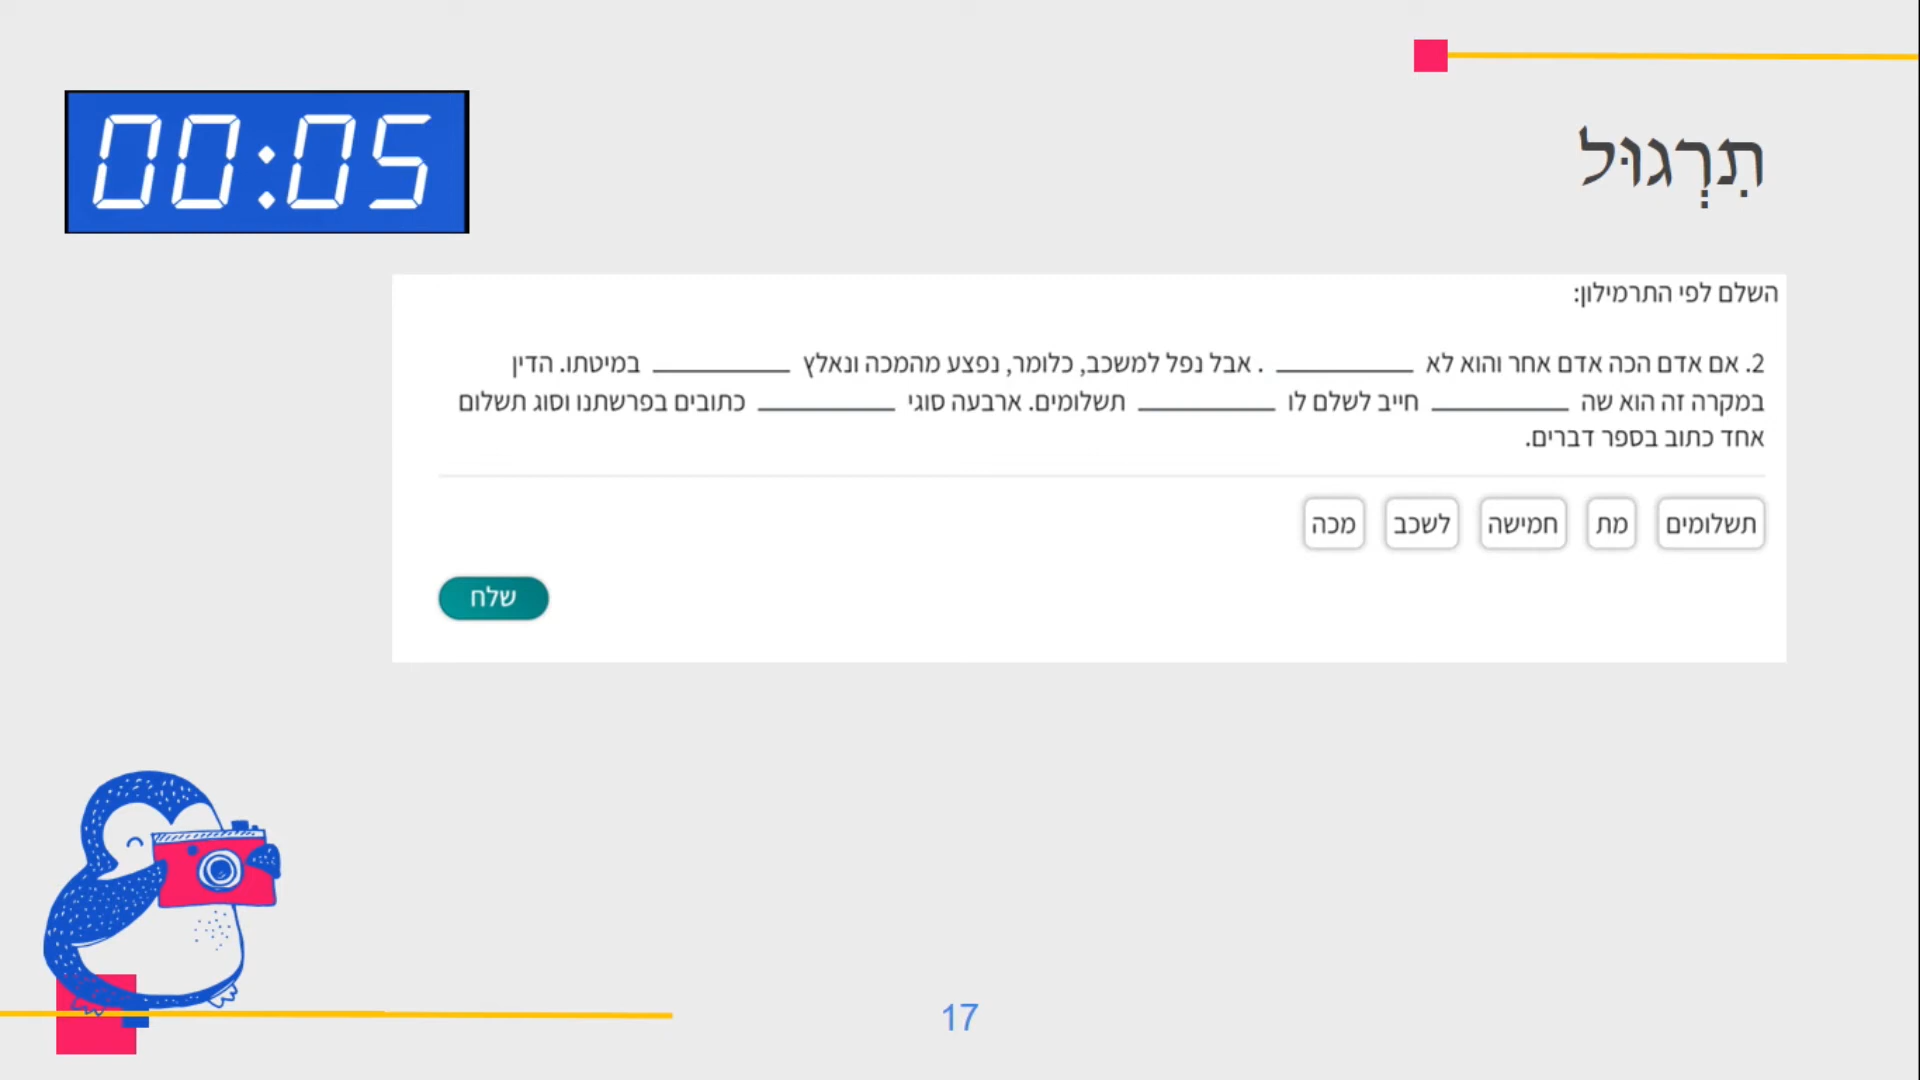 00:05
תִרְגוּל
השלם לפי התרמילון:
2. אם אדם הכה אדם אחר והוא לא ________ . אבל נפל למשכב, כלומר, נפצע מהמכה ונאלץ ________ במיטתו. הדין
במקרה זה הוא שה ________ חייב לשלם לו ________ תשלומים. ארבעה סוגי ________ כתובים בפרשתנו וסוג תשלום
אחד כתוב בספר דברים.
תשלומים מת חמישה לשכב מכה
שלח
17